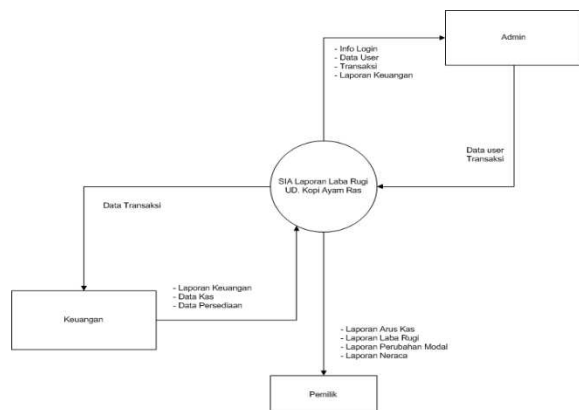 Admin
- Info Login
- Data User
- Transaksi
- Laporan Keuangan
Data user
Transaksi
SIA Laporan Laba Rugi
UD. Kopi Ayam Ras
Data Transaksi
- Laporan Keuangan
- Data Kas
- Data Persediaan
Keuangan
- Laporan Arus Kas
- Laporan Laba Rugi
- Laporan Perubahan Modal
- Laporan Neraca
Pemilik